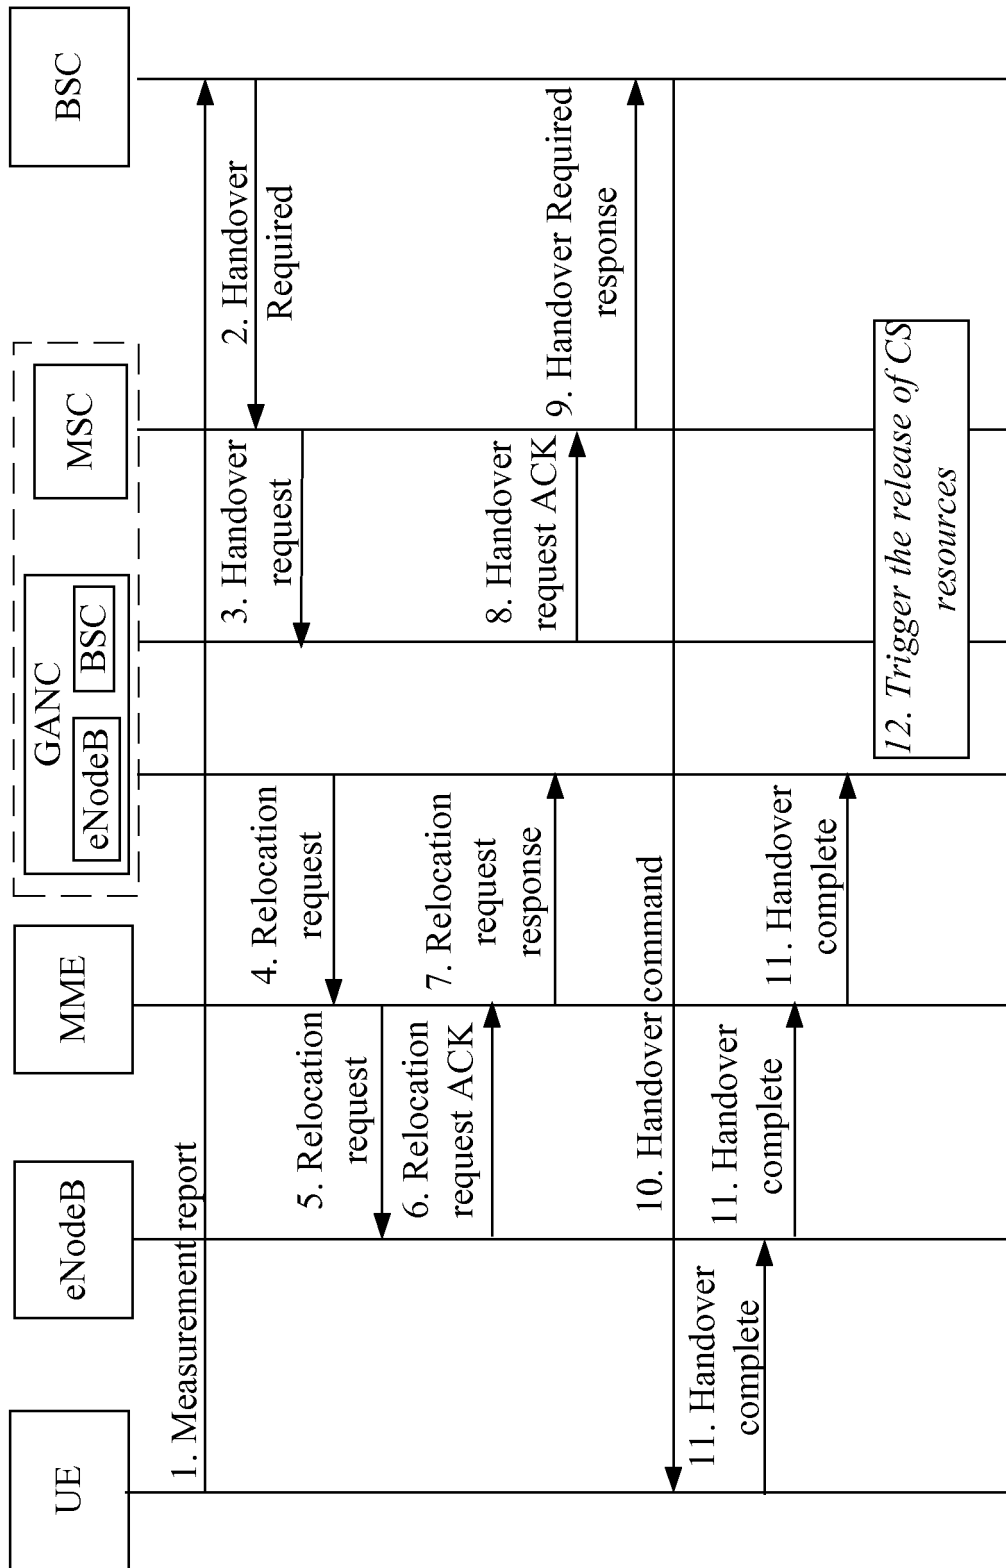 UE
eNodeB
MME
GANC
eNodeB
BSC
MSC
BSC
1. Measurement report
2. Handover
Required
3. Handover
request
4. Relocation
request
5. Relocation
request
6. Relocation
request ACK
7. Relocation
request
response
8. Handover
request ACK
9. Handover Required
response
10. Handover command
11. Handover
complete
11. Handover
complete
11. Handover
complete
12. Trigger the release of CS
resources